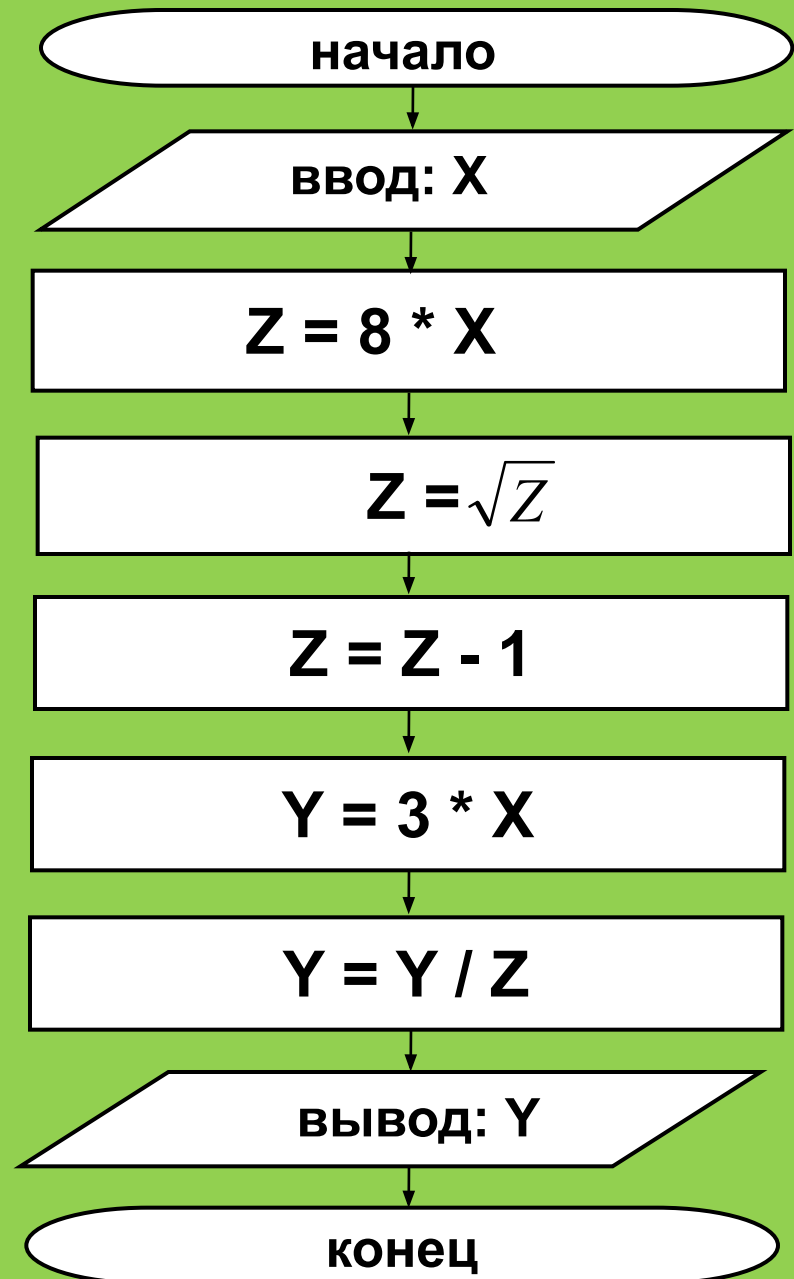 начало
ввод: X
Z = 8 * X
Z = √Z
Z = Z - 1
Y = 3 * X
Y = Y / Z
вывод: Y
конец